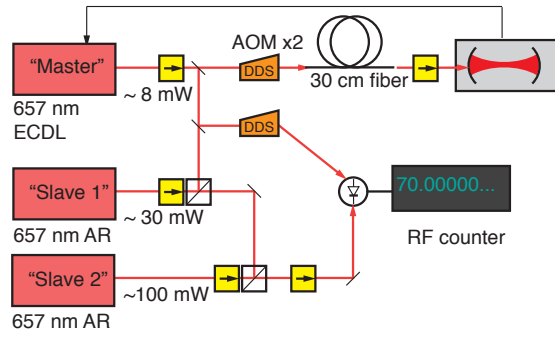 AOM x2
"Master"
DDS
657 nm
ECDL
~ 8 mW
30 cm fiber
DDS
"Slave 1"
70.00000...
657 nm AR
~ 30 mW
RF counter
"Slave 2"
~100 mW
657 nm AR